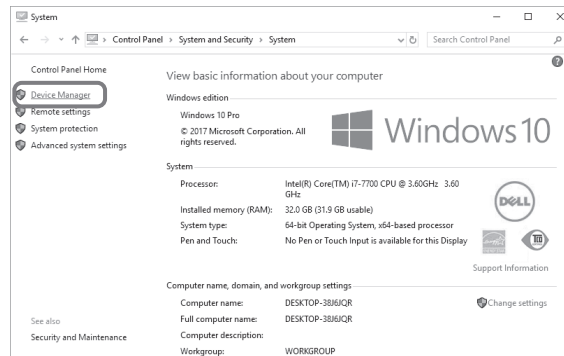 System
Control Panel > System and Security > System
Search Control Panel
Control Panel Home
Device Manager
Remote settings
System protection
Advanced system settings
See also
Security and Maintenance
View basic information about your computer
Windows edition
Windows 10 Pro
© 2017 Microsoft Corporation. All
rights reserved.
Windows 10
System
Processor: Intel(R) Core(TM) i7-7700 CPU @ 3.60GHz 3.60
GHz
Installed memory (RAM): 32.0 GB (31.9 GB usable)
System type: 64-bit Operating System, x64-based processor
Pen and Touch: No Pen or Touch Input is available for this Display
DELL
Support Information
Computer name, domain, and workgroup settings
Computer name: DESKTOP-38J6JQR
Change settings
Full computer name: DESKTOP-38J6JQR
Computer description:
Workgroup: WORKGROUP